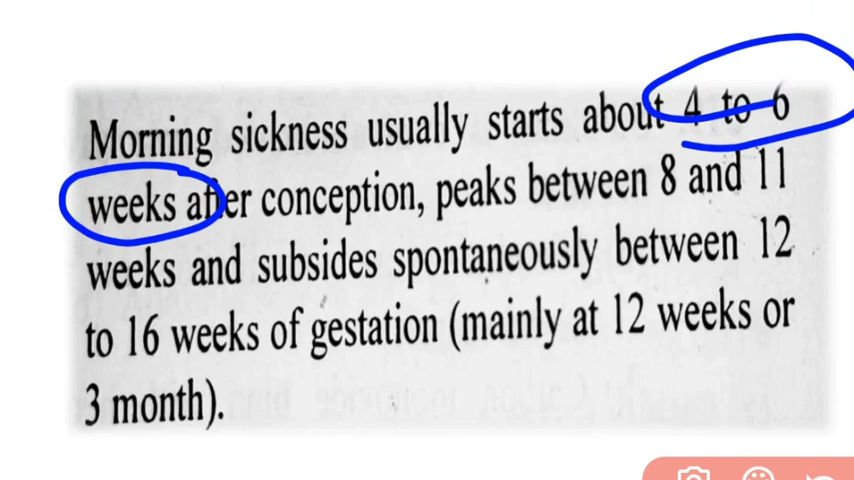 Morning sickness usually starts about 4 to 6
weeks after conception, peaks between 8 and 11
weeks and subsides spontaneously between 12
to 16 weeks of gestation (mainly at 12 weeks or
3 month).